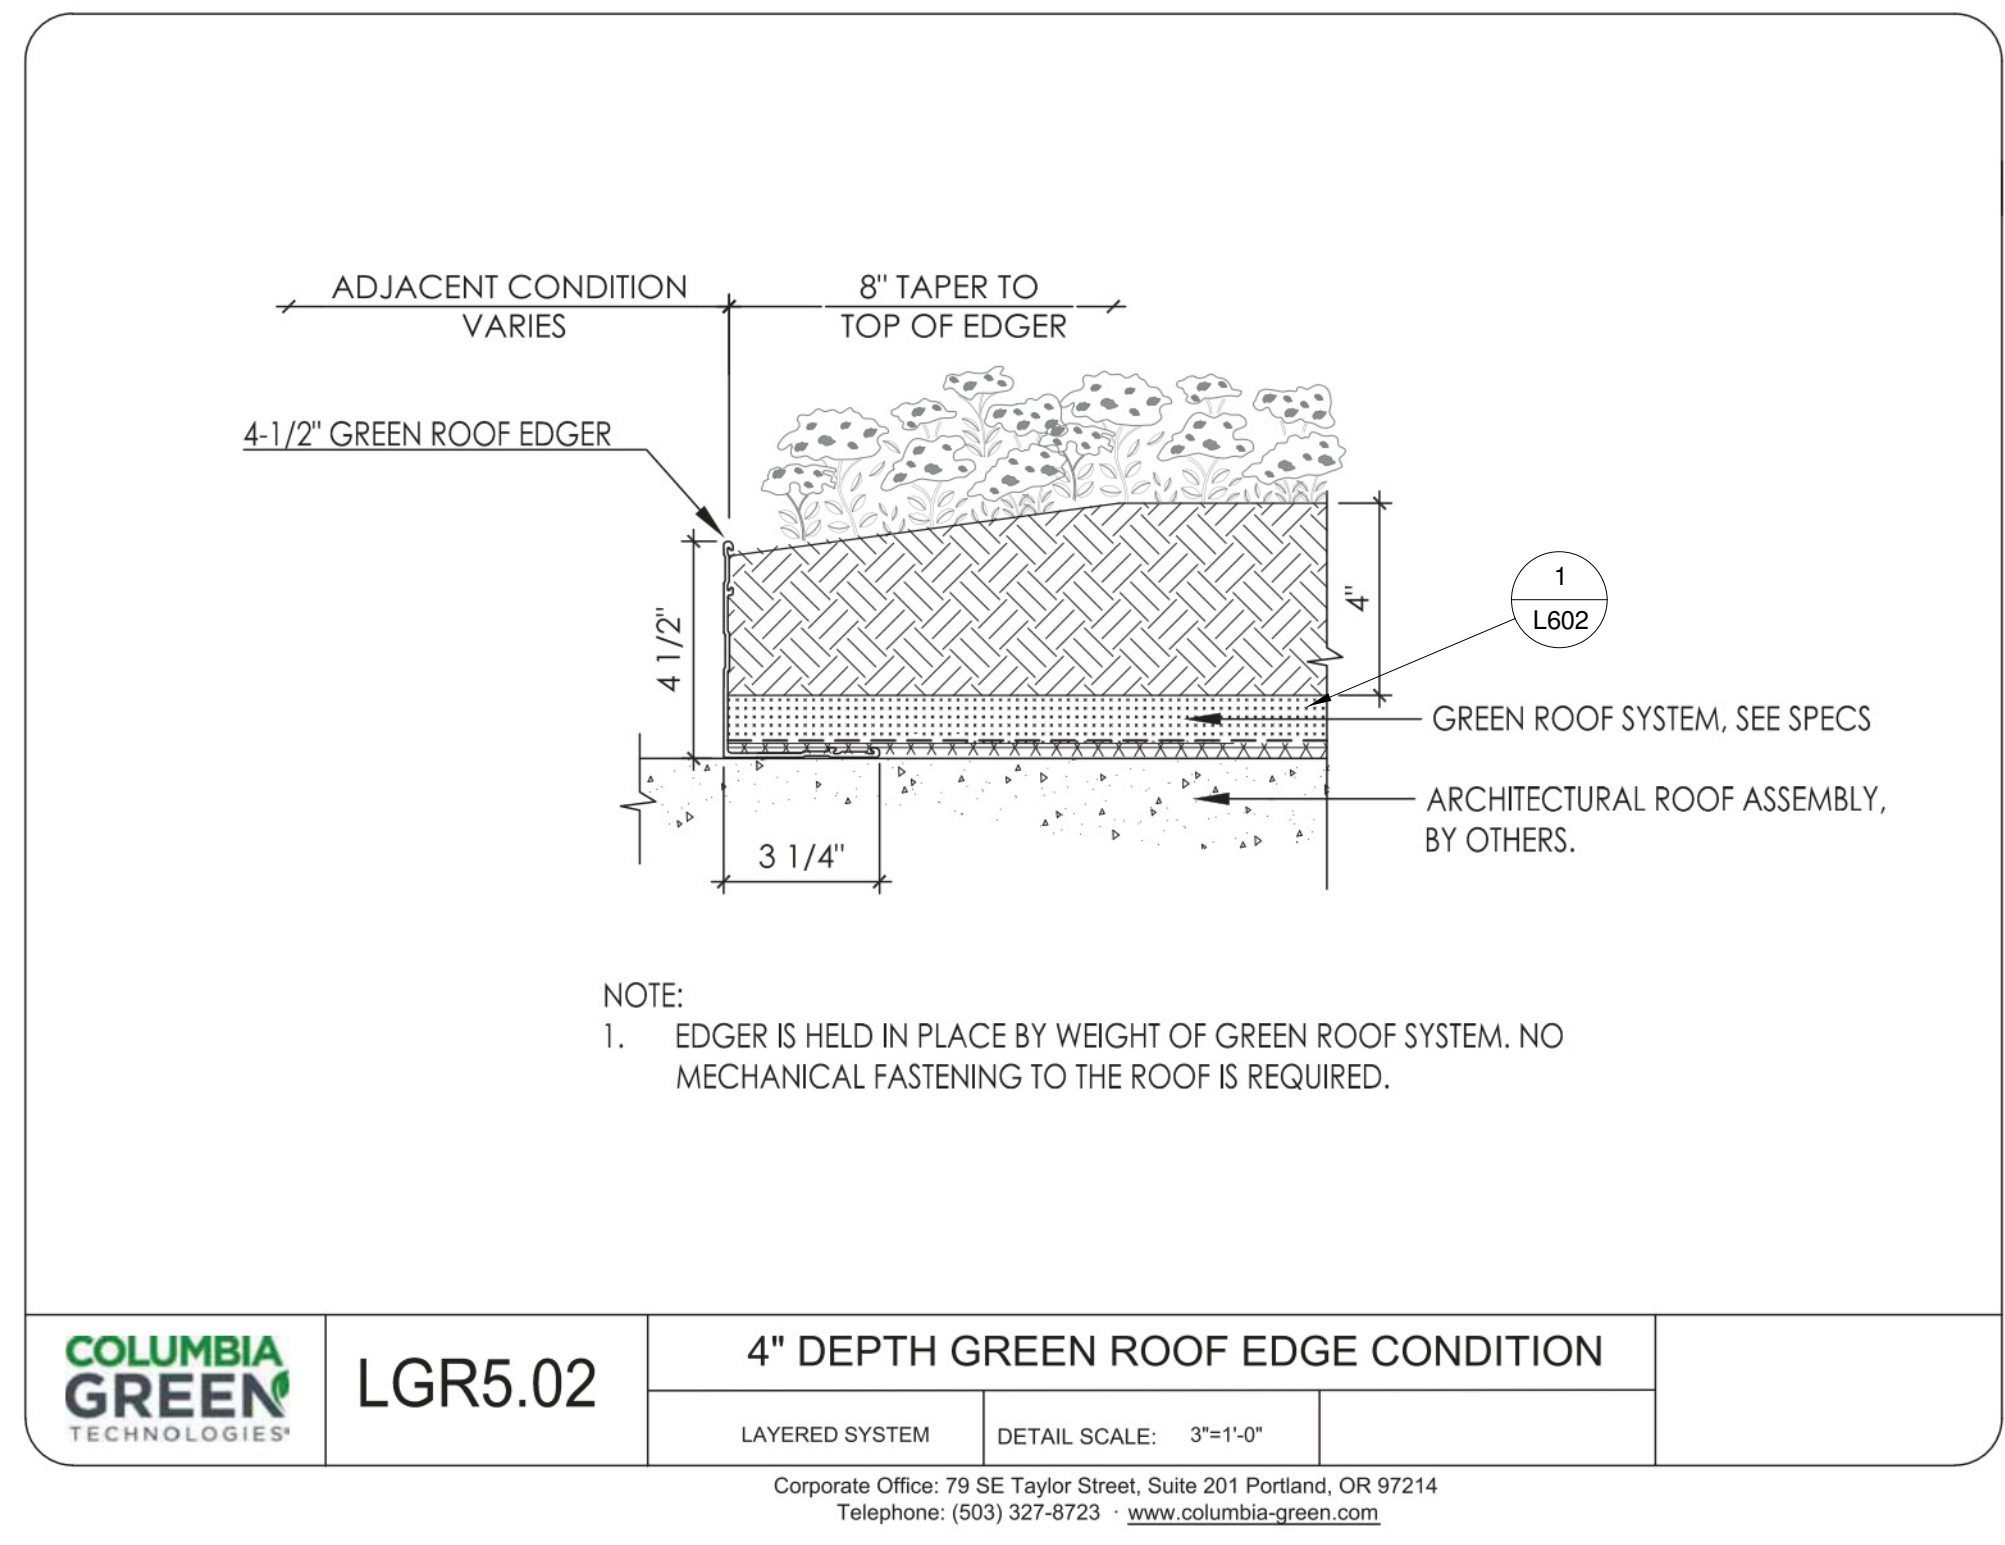 ADJACENT CONDITION
VARIES
8" TAPER TO
TOP OF EDGER
4-1/2" GREEN ROOF EDGER
4 1/2"
4"
1
L602
GREEN ROOF SYSTEM, SEE SPECS
ARCHITECTURAL ROOF ASSEMBLY,
BY OTHERS.
3 1/4"
NOTE:
1. EDGER IS HELD IN PLACE BY WEIGHT OF GREEN ROOF SYSTEM. NO
MECHANICAL FASTENING TO THE ROOF IS REQUIRED.
COLUMBIA
GREEN
TECHNOLOGIES®
LGR5.02
4" DEPTH GREEN ROOF EDGE CONDITION
LAYERED SYSTEM
DETAIL SCALE: 3"=1'-0"
Corporate Office: 79 SE Taylor Street, Suite 201 Portland, OR 97214
Telephone: (503) 327-8723 · www.columbia-green.com